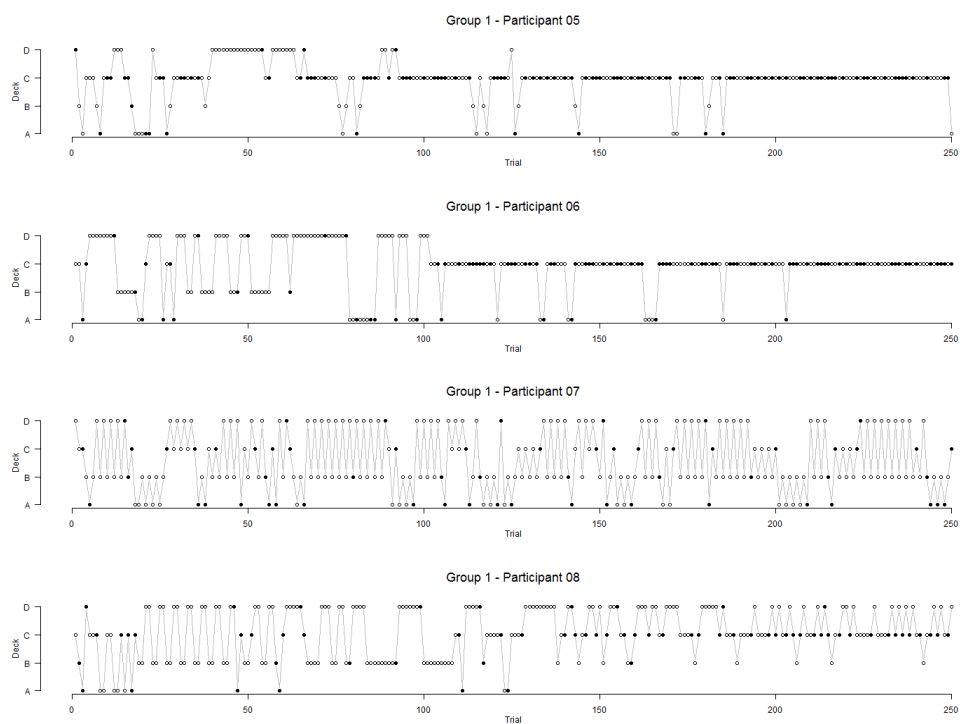 Group 1 - Participant 05
D
C
B
A
Deck
0 50 100 150 200 250
Trial
Group 1 - Participant 06
D
C
B
A
Deck
0 50 100 150 200 250
Trial
Group 1 - Participant 07
D
C
B
A
Deck
0 50 100 150 200 250
Trial
Group 1 - Participant 08
D
C
B
A
Deck
0 50 100 150 200 250
Trial